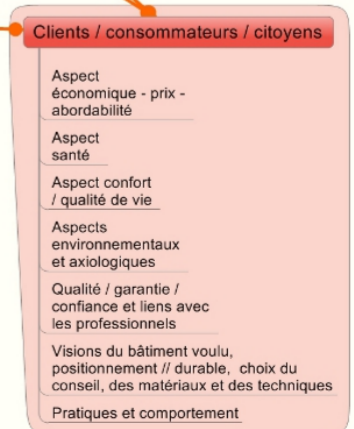 Clients / consommateurs / citoyens
Aspect
économique - prix -
abordabilité
Aspect
santé
Aspect confort
/ qualité de vie
Aspects
environnementaux
et axiologiques
Qualité / garantie /
confiance et liens avec
les professionnels
Visions du bâtiment voulu,
positionnement // durable, choix du
conseil, des matériaux et des techniques
Pratiques et comportement